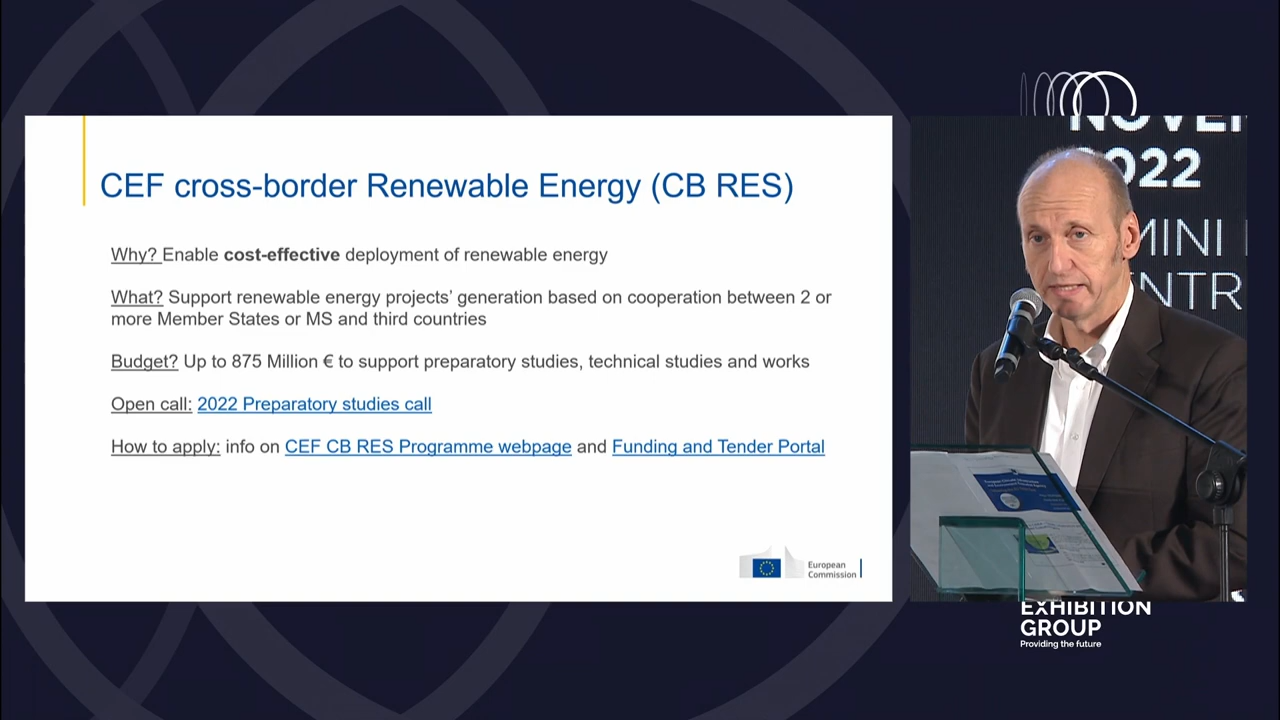 CEF cross-border Renewable Energy (CB RES)
Why? Enable cost-effective deployment of renewable energy
What? Support renewable energy projects' generation based on cooperation between 2 or
more Member States or MS and third countries
Budget? Up to 875 Million € to support preparatory studies, technical studies and works
Open call: 2022 Preparatory studies call
How to apply: info on CEF CB RES Programme webpage and Funding and Tender Portal
European
Commission
2022
EXHIBITION
GROUP
Providing the future